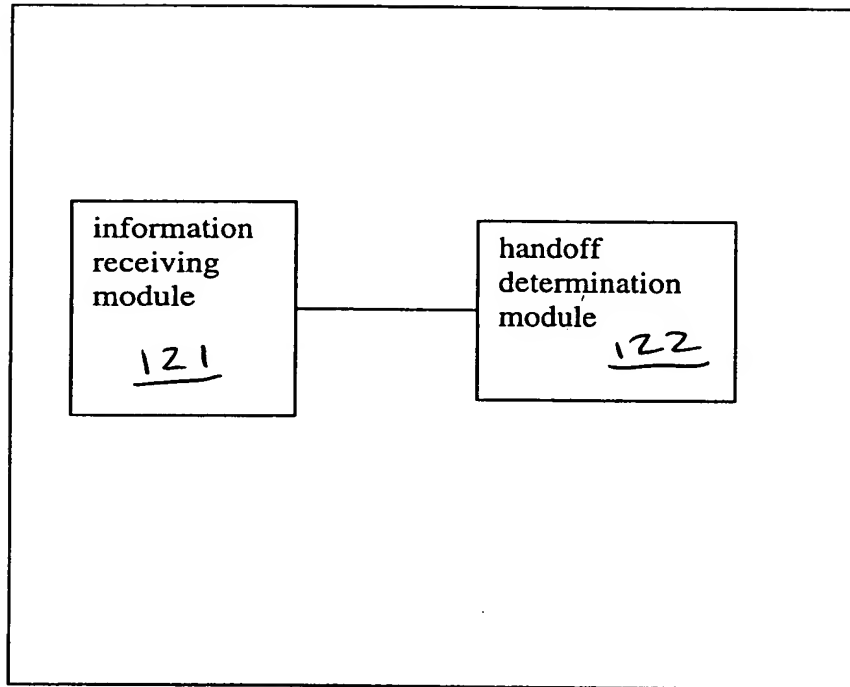 information
receiving
module
121
handoff
determination
module
122